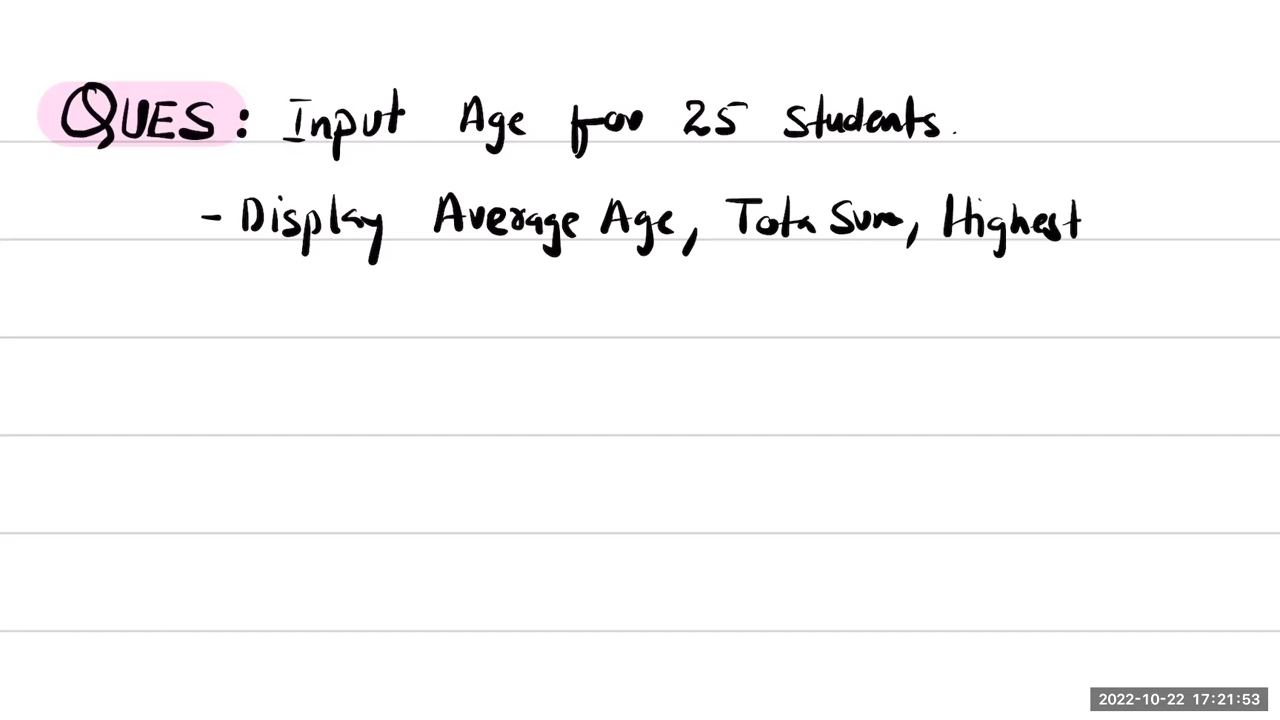 QUES: Input Age for 25 students.
- Display Average Age, Tota Sum, Highest
2022-10-22 17:21:53